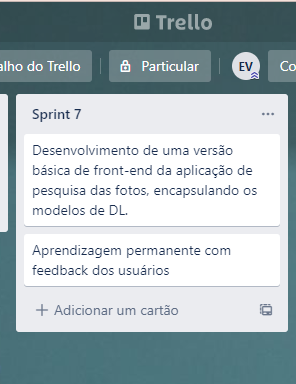 Trello
alho do Trello
Particular
EV
Co
Sprint 7
Desenvolvimento de uma versão
básica de front-end da aplicação de
pesquisa das fotos, encapsulando os
modelos de DL.
Aprendizagem permanente com
feedback dos usuários
Adicionar um cartão